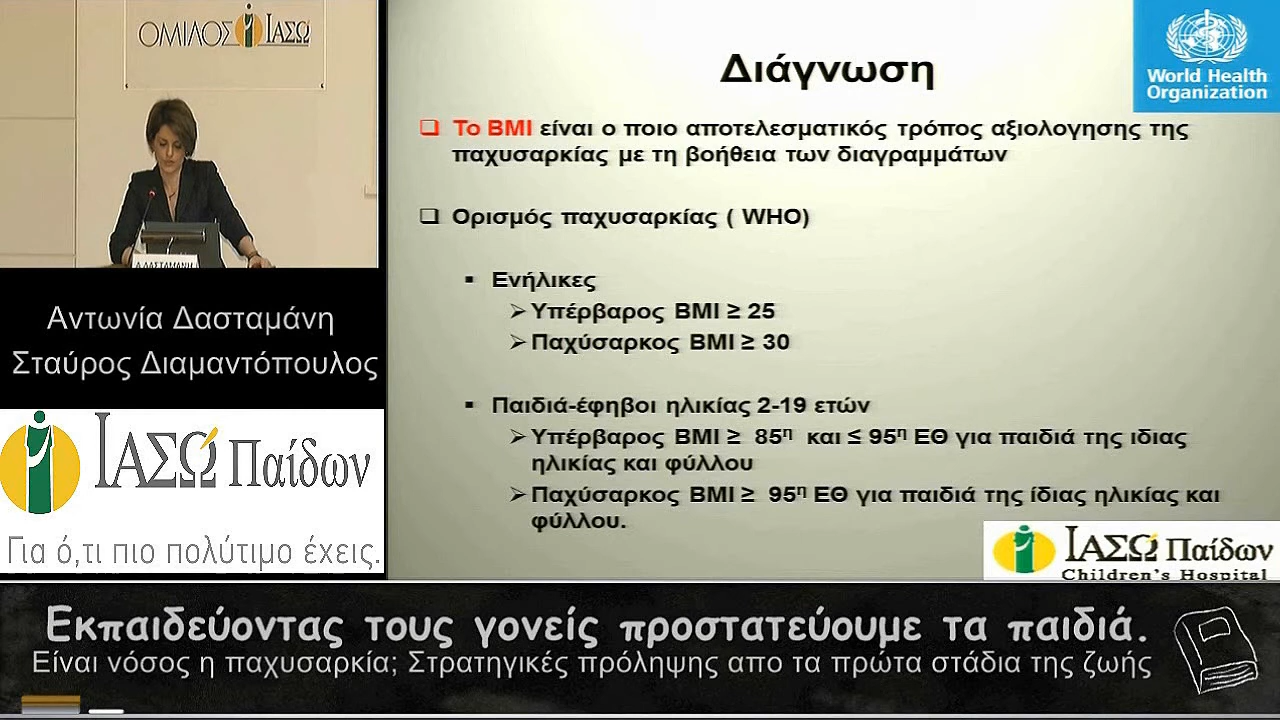 ΟΜΙΛΟΣ ΙΑΣΩ
Δ.ΔΑΣΤΑΜΑΝΗ
Αντωνία Δασταμάνη
Σταύρος Διαμαντόπουλος
ΙΑΣΩ Παίδων
Για ό,τι πιο πολύτιμο έχεις.
Διάγνωση
World Health
Organization
Το BMI είναι ο ποιο αποτελεσματικός τρόπος αξιολογησης της
παχυσαρκίας με τη βοήθεια των διαγραμμάτων
Ορισμός παχυσαρκίας ( WHO)
Ενήλικες
Υπέρβαρος BMI ≥ 25
Παχύσαρκος BMI ≥ 30
Παιδιά-έφηβοι ηλικίας 2-19 ετών
Υπέρβαρος BMI ≥ 85η και ≤ 95η ΕΘ για παιδιά της ιδιας
ηλικίας και φύλλου
Παχύσαρκος BMI ≥ 95η ΕΘ για παιδιά της ίδιας ηλικίας και
φύλλου.
ΙΑΣΩ Παίδων
Children's Hospital
Εκπαιδεύοντας τους γονείς προστατεύουμε τα παιδιά.
Είναι νόσος η παχυσαρκία; Στρατηγικές πρόληψης απο τα πρώτα στάδια της ζωής